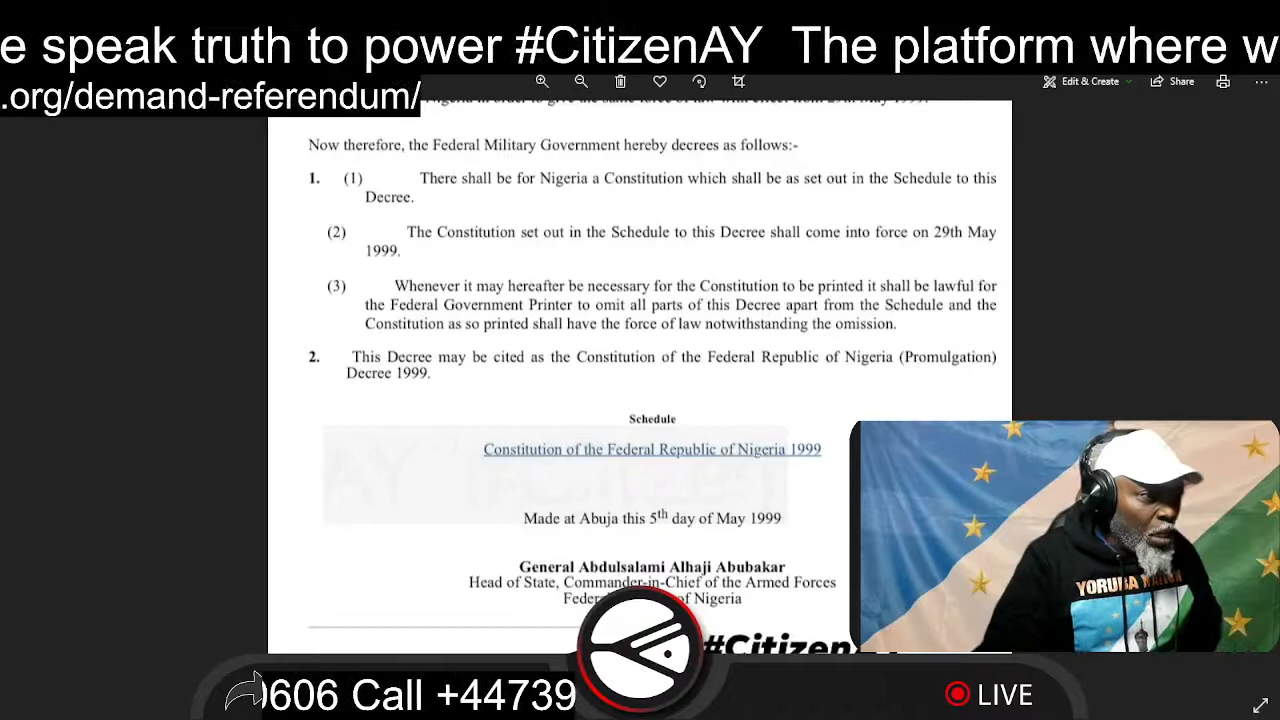 e speak truth to power #CitizenAY The platform where w
.org/demand-referendum/
Edit & Create
Share
Now therefore, the Federal Military Government hereby decrees as follows:-
1. (1) There shall be for Nigeria a Constitution which shall be as set out in the Schedule to this
Decree.
(2) The Constitution set out in the Schedule to this Decree shall come into force on 29th May
1999.
(3) Whenever it may hereafter be necessary for the Constitution to be printed it shall be lawful for
the Federal Government Printer to omit all parts of this Decree apart from the Schedule and the
Constitution as so printed shall have the force of law notwithstanding the omission.
2. This Decree may be cited as the Constitution of the Federal Republic of Nigeria (Promulgation)
Decree 1999.
Schedule
Constitution of the Federal Republic of Nigeria 1999
Made at Abuja this 5th day of May 1999
General Abdulsalami Alhaji Abubakar
Head of State, Commander-in-Chief of the Armed Forces
of Nigeria
YORUBA
#Citizen
0606 Call +44739
LIVE